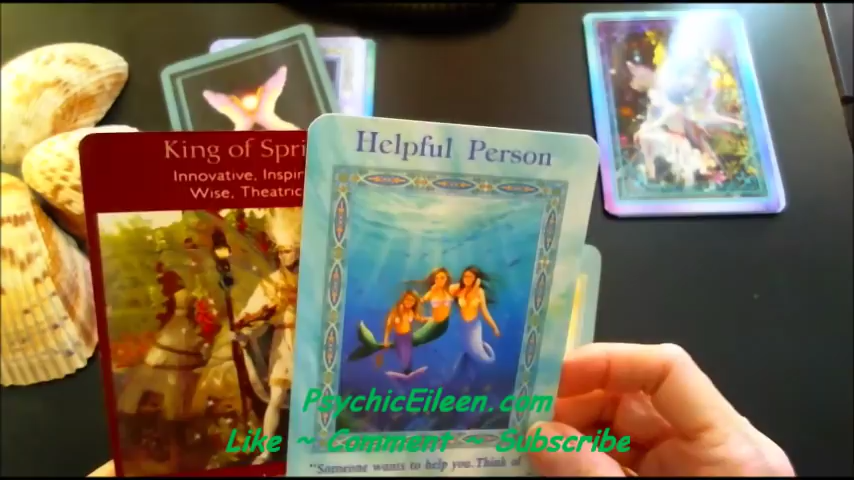 King of Spri
Innovative, Inspir
Wise, Theatric
Helpful Person
PsychicEileen.com
Like ~ Comment ~ Subscribe
"Someone wants to help you. Think of